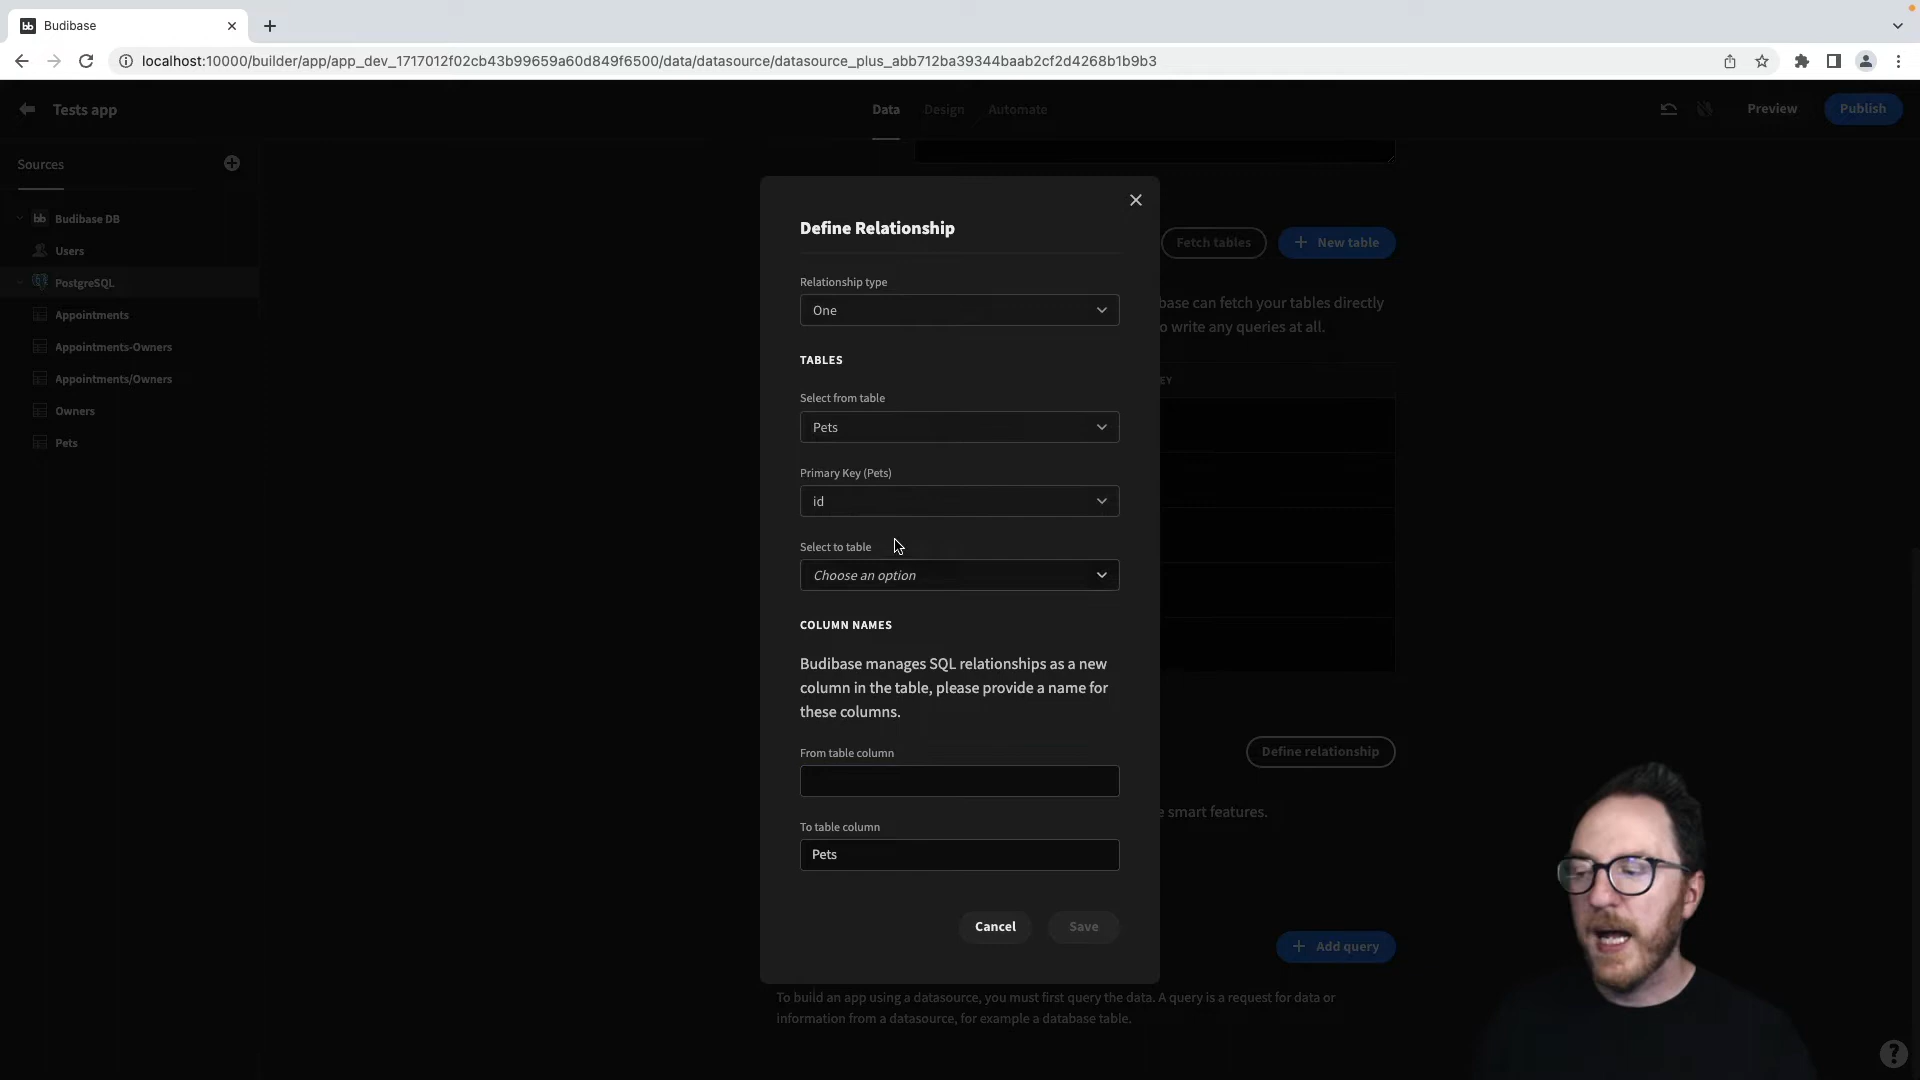 Budibase
localhost:10000/builder/app/app_dev_1717012f02cb43b99659a60d849f6500/data/datasource/datasource_plus_abb712ba39344baab2cf2d4268b1b9b3
Tests app
Data
Design
Automate
Preview
Publish
Sources
bb Budibase DB
Users
PostgreSQL
Appointments
Appointments-Owners
Appointments/Owners
Owners
Pets
Define Relationship
Relationship type
One
TABLES
Select from table
Pets
Primary Key (Pets)
id
Select to table
Choose an option
COLUMN NAMES
Budibase manages SQL relationships as a new
column in the table, please provide a name for
these columns.
From table column
To table column
Pets
Cancel
Save
Fetch tables
+ New table
base can fetch your tables directly
o write any queries at all.
EY
Define relationship
e smart features.
+ Add query
To build an app using a datasource, you must first query the data. A query is a request for data or
information from a datasource, for example a database table.
?